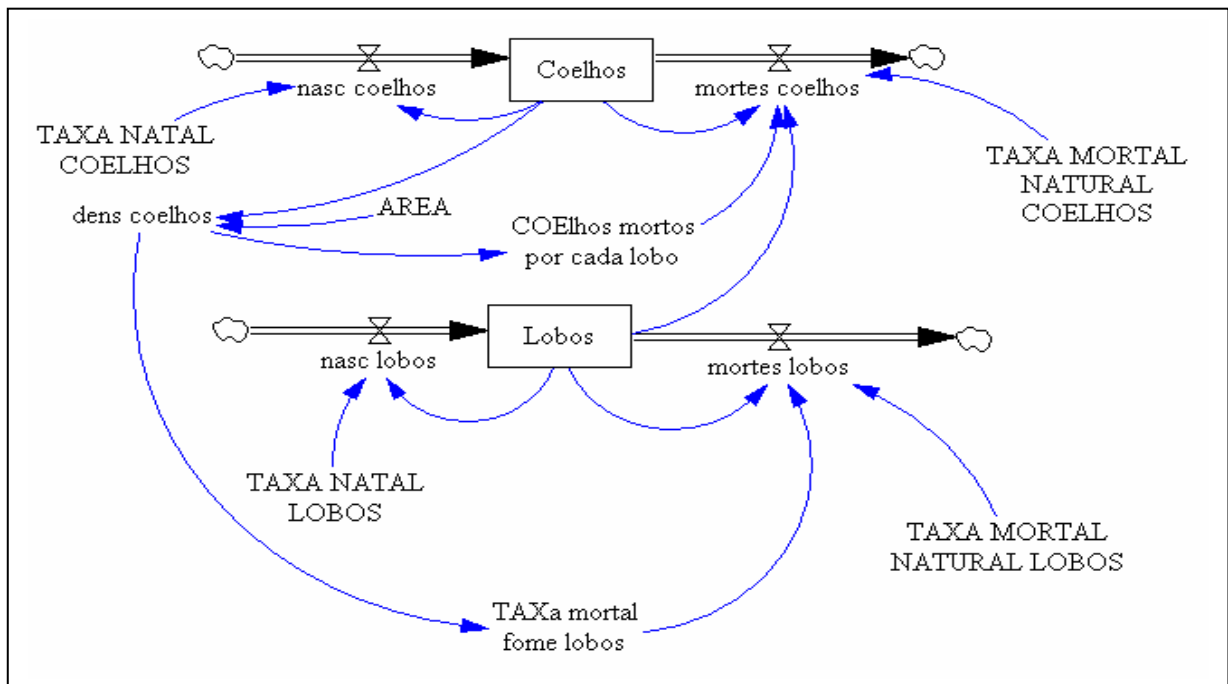 Coelhos
nasc coelhos
mortes coelhos
TAXA NATAL
COELHOS
TAXA MORTAL
NATURAL
COELHOS
dens coelhos
AREA
COElhos mortos
por cada lobo
Lobos
nasc lobos
mortes lobos
TAXA NATAL
LOBOS
TAXA MORTAL
NATURAL LOBOS
TAXa mortal
fome lobos